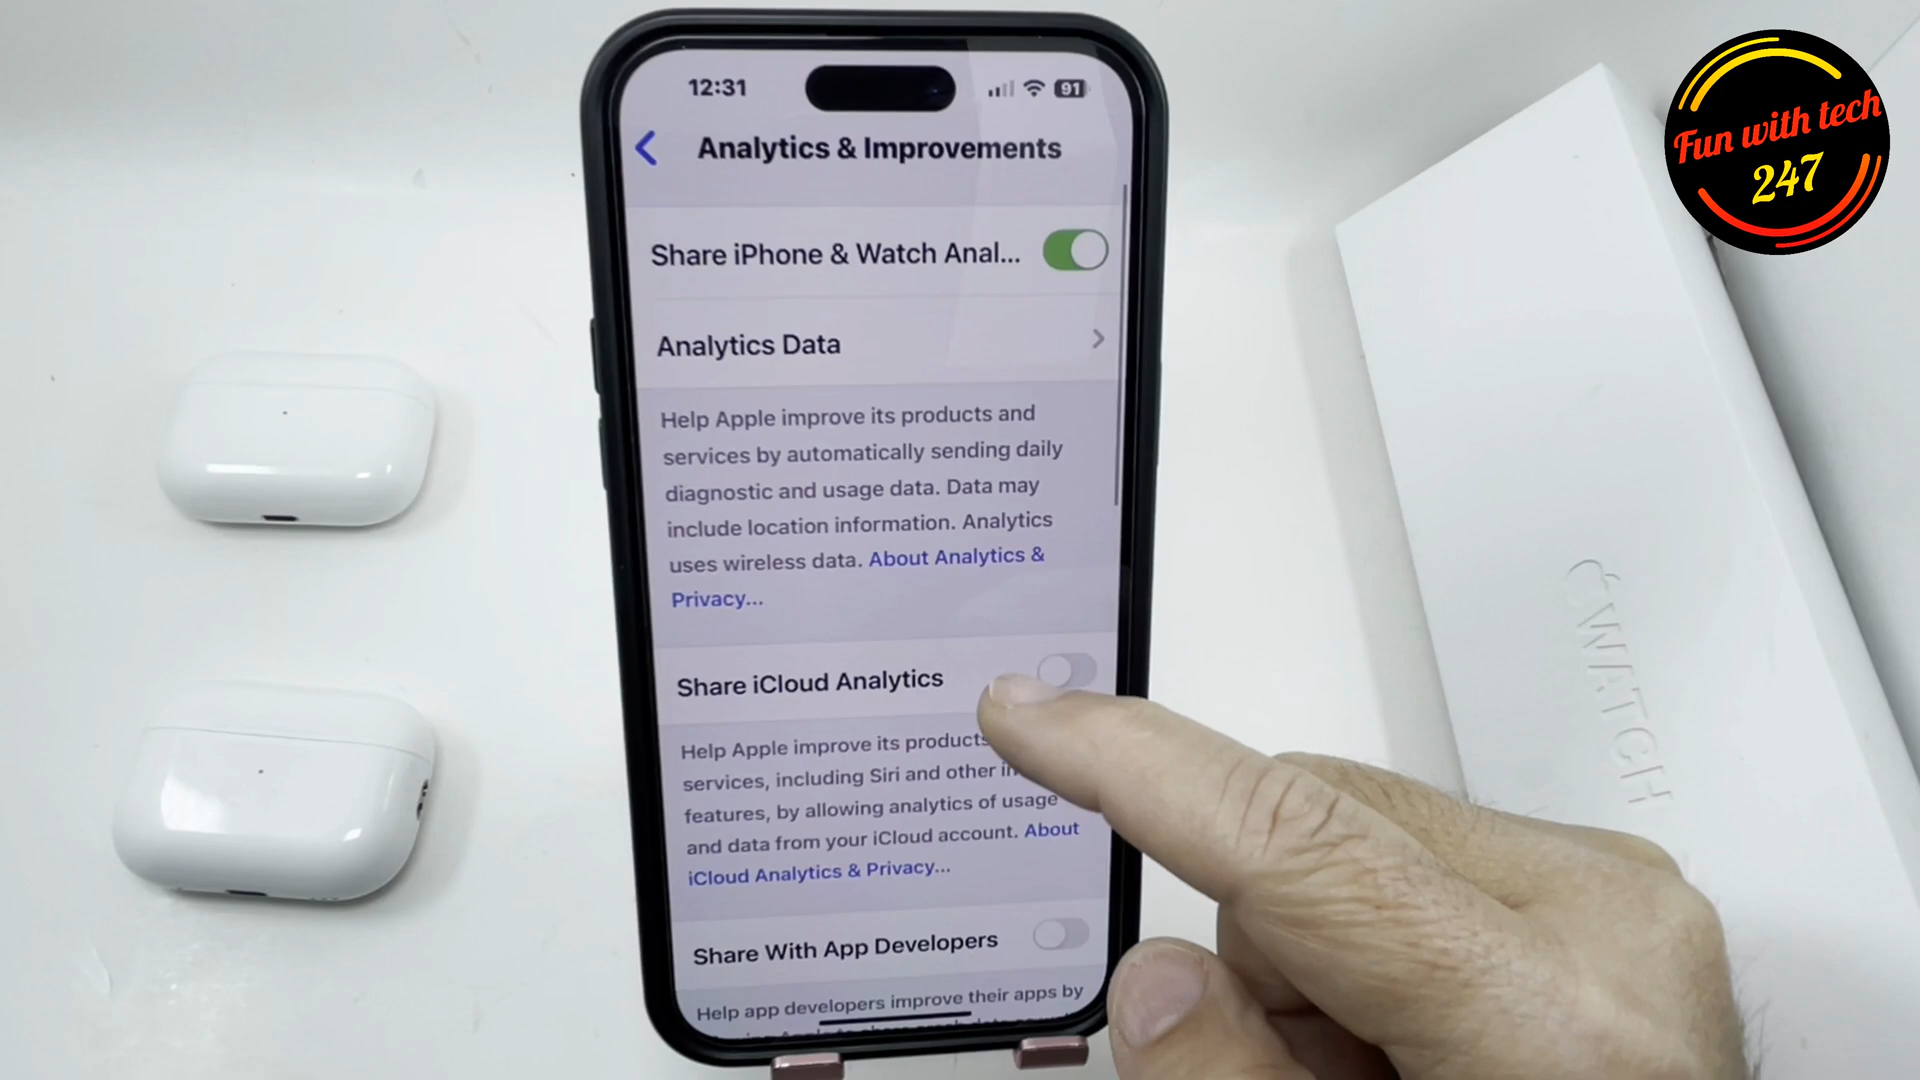 12:31
91
Analytics & Improvements
Share iPhone & Watch Anal...
Analytics Data
Help Apple improve its products and
services by automatically sending daily
diagnostic and usage data. Data may
include location information. Analytics
uses wireless data. About Analytics &
Privacy...
Share iCloud Analytics
Help Apple improve its products
services, including Siri and other
features, by allowing analytics of usage
and data from your iCloud account. About
iCloud Analytics & Privacy...
Share With App Developers
Help app developers improve their apps by
Fun with tech
247
WATCH